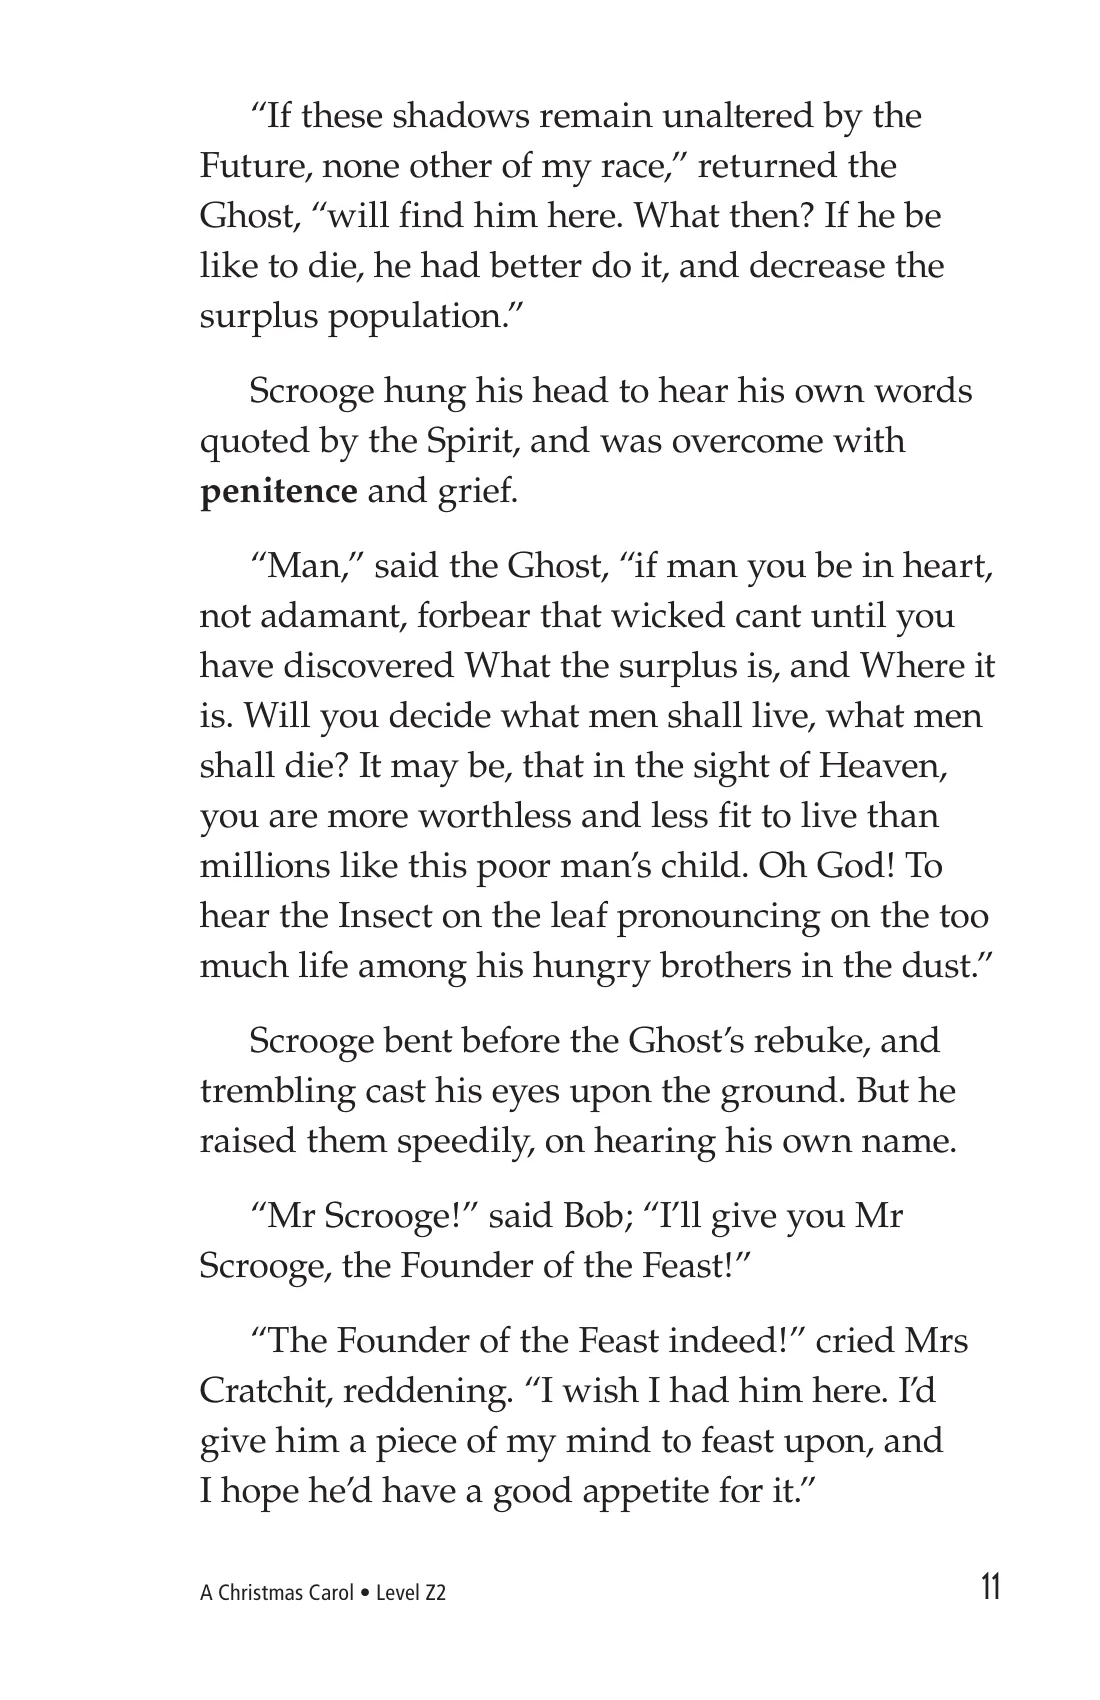 “If these shadows remain unaltered by the
Future, none other of my race,” returned the
Ghost, “will find him here. What then? If he be
like to die, he had better do it, and decrease the
surplus population.”
Scrooge hung his head to hear his own words
quoted by the Spirit, and was overcome with
penitence and grief.
“Man,” said the Ghost, “if man you be in heart,
not adamant, forbear that wicked cant until you
have discovered What the surplus is, and Where it
is. Will you decide what men shall live, what men
shall die? It may be, that in the sight of Heaven,
you are more worthless and less fit to live than
millions like this poor man’s child. Oh God! To
hear the Insect on the leaf pronouncing on the too
much life among his hungry brothers in the dust.”
Scrooge bent before the Ghost’s rebuke, and
trembling cast his eyes upon the ground. But he
raised them speedily, on hearing his own name.
“Mr Scrooge!” said Bob; “I’ll give you Mr
Scrooge, the Founder of the Feast!”
“The Founder of the Feast indeed!” cried Mrs
Cratchit, reddening. “I wish I had him here. I’d
give him a piece of my mind to feast upon, and
I hope he’d have a good appetite for it.”
A Christmas Carol • Level Z2
11